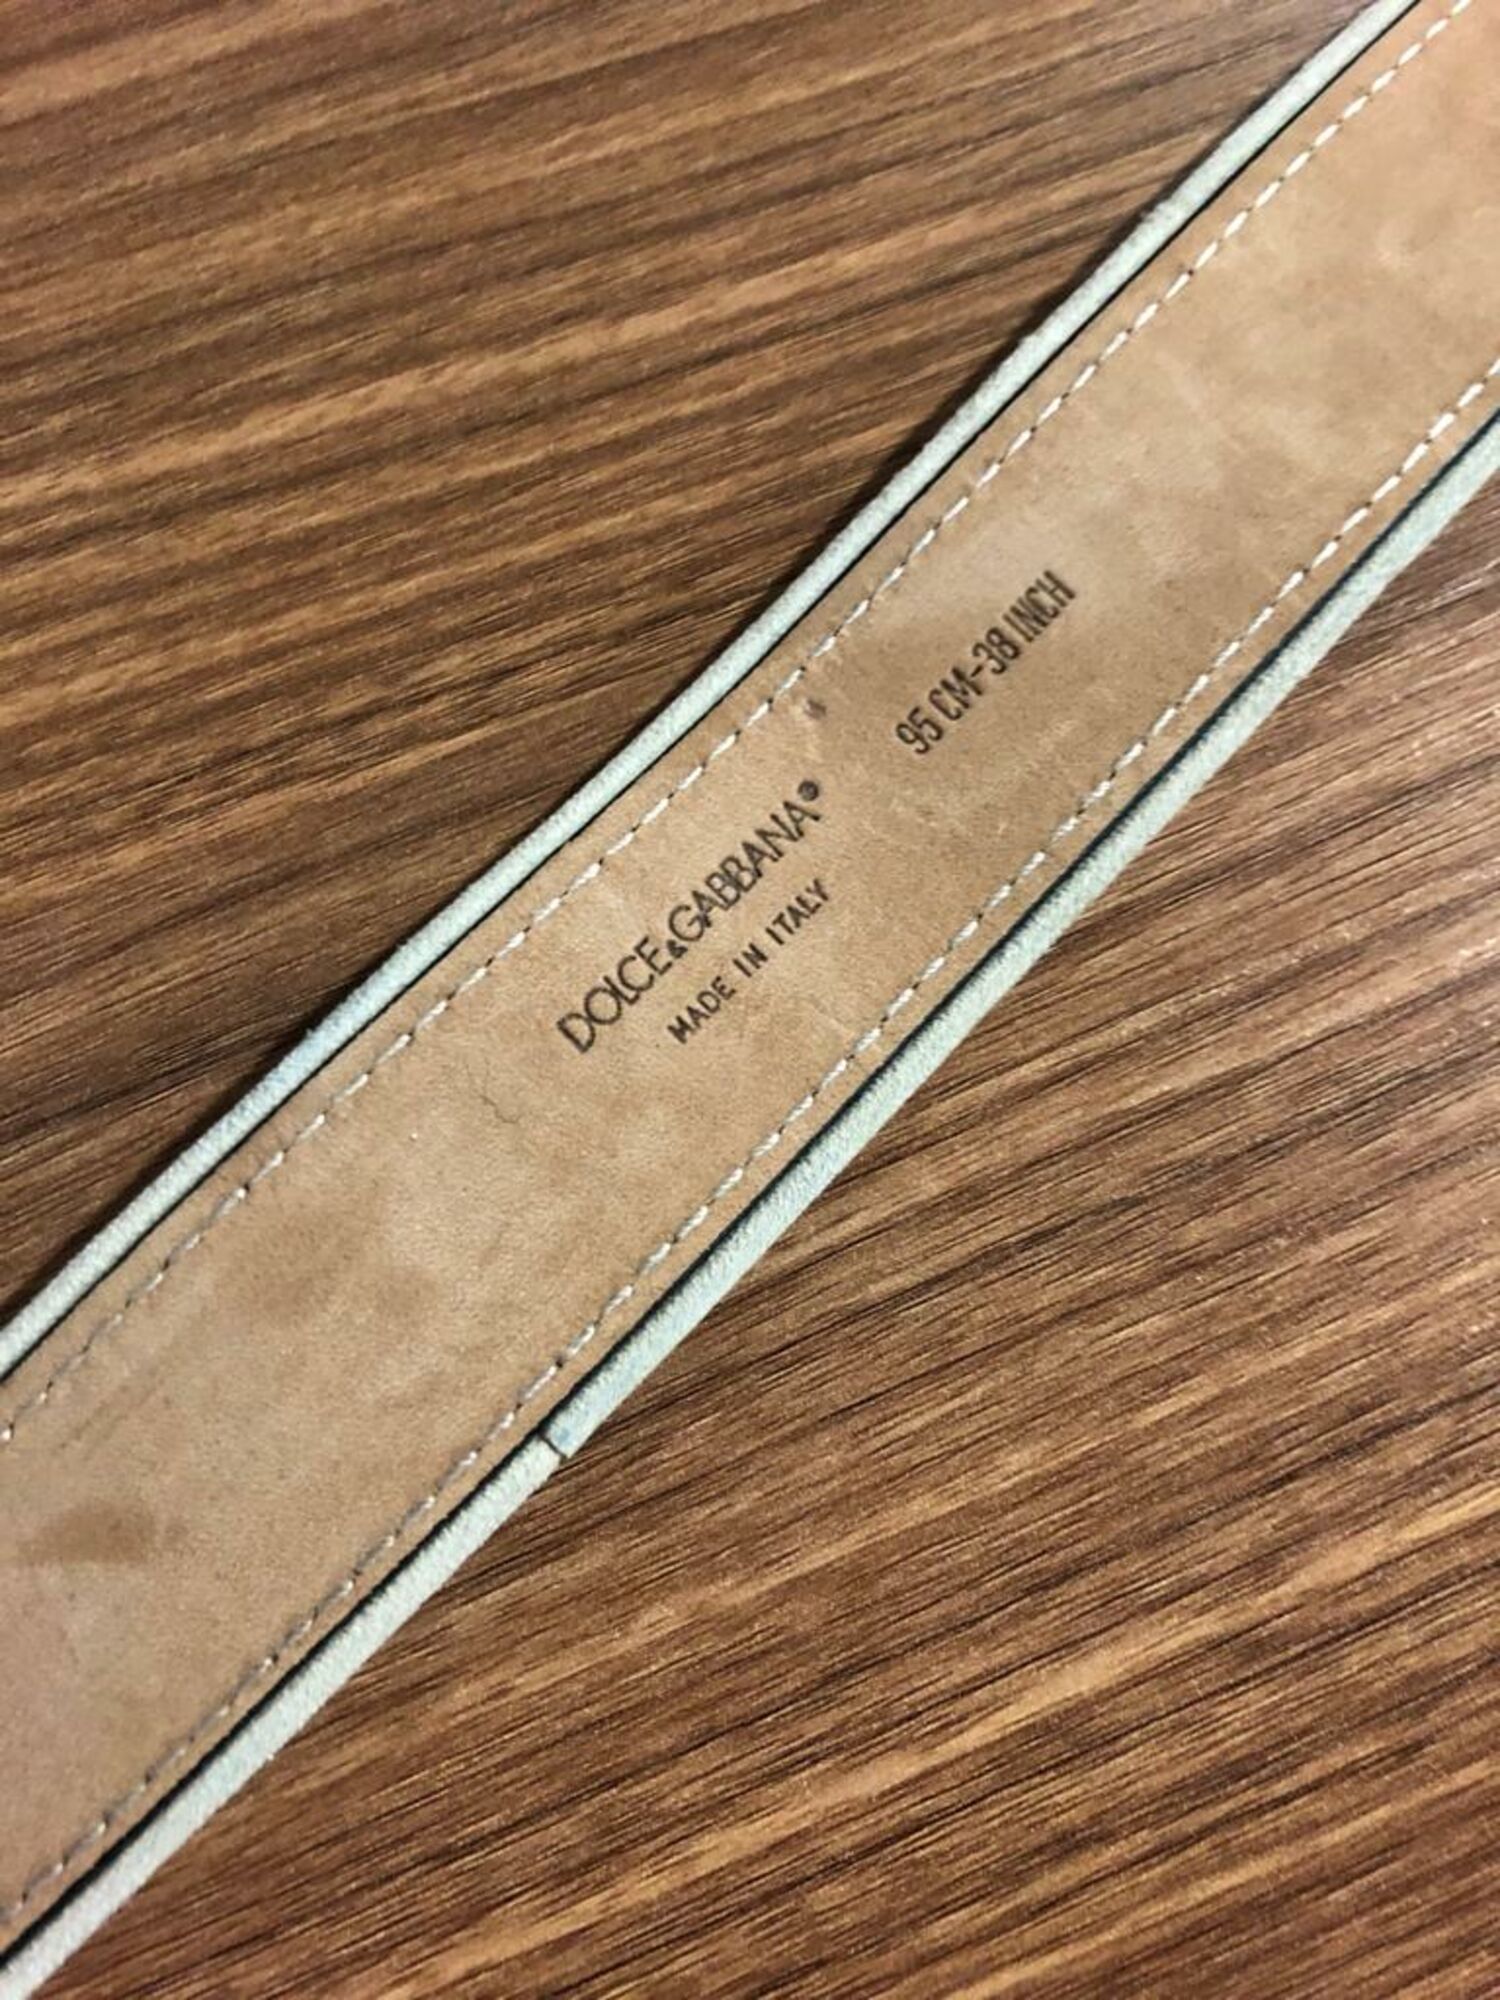 DOLCE&GABBANA®
MADE IN ITALY
95 CM-38 INCH